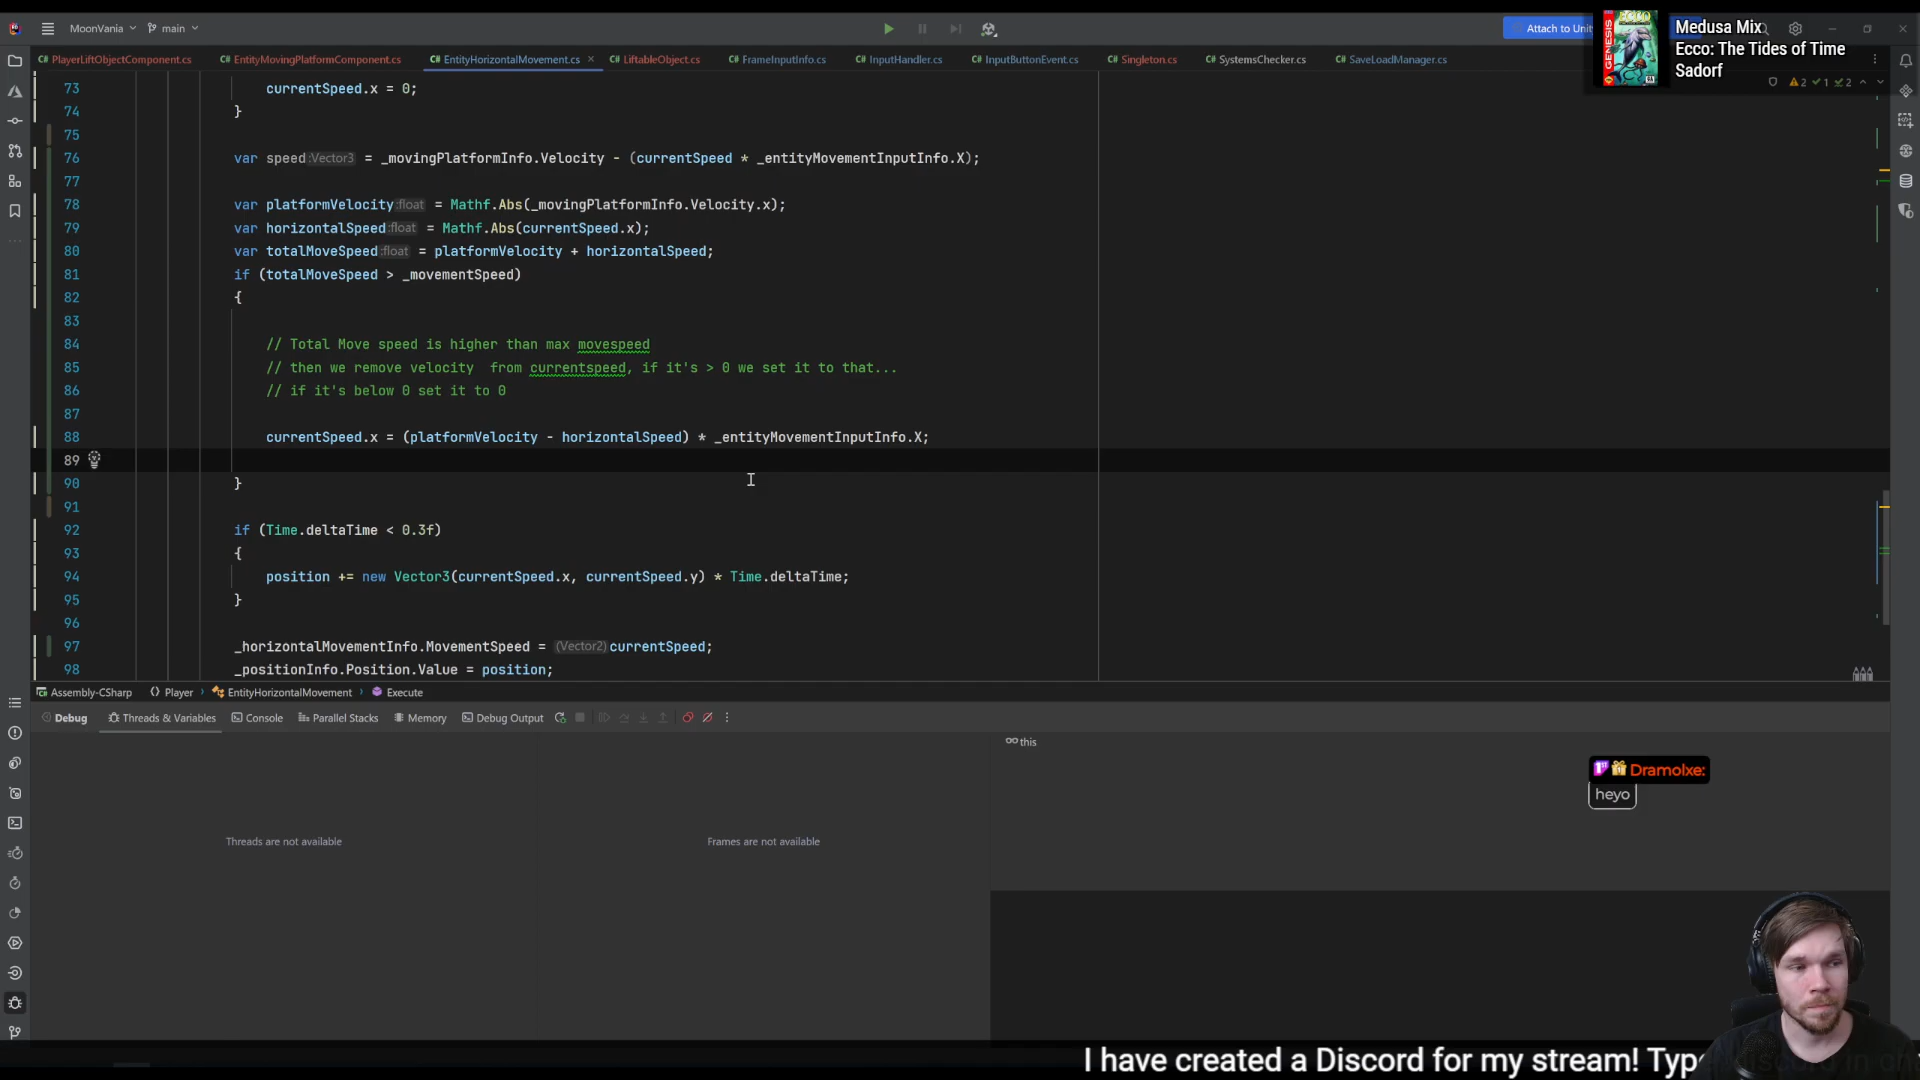 MoonVania
main
Attach to Unit
Medusa Mix
Ecco: The Tides of Time
Sadorf
PlayerLiftObjectComponent.cs
EntityMovingPlatformComponent.cs
EntityHorizontalMovement.cs
LiftableObject.cs
FrameInputInfo.cs
InputHandler.cs
InputButtonEvent.cs
Singleton.cs
SystemsChecker.cs
SaveLoadManager.cs
2 1 2
73 currentSpeed.x = 0;
74 }
75
76 var speed:Vector3 = _movingPlatformInfo.Velocity - (currentSpeed * _entityMovementInputInfo.X);
77
78 var platformVelocity:float = Mathf.Abs(_movingPlatformInfo.Velocity.x);
79 var horizontalSpeed:float = Mathf.Abs(currentSpeed.x);
80 var totalMoveSpeed:float = platformVelocity + horizontalSpeed;
81 if (totalMoveSpeed > _movementSpeed)
82 {
83
84 // Total Move speed is higher than max movespeed
85 // then we remove velocity  from currentspeed, if it's > 0 we set it to that...
86 // if it's below 0 set it to 0
87
88 currentSpeed.x = (platformVelocity - horizontalSpeed) * _entityMovementInputInfo.X;
89
90 }
91
92 if (Time.deltaTime < 0.3f)
93 {
94 position += new Vector3(currentSpeed.x, currentSpeed.y) * Time.deltaTime;
95 }
96
97 _horizontalMovementInfo.MovementSpeed = (Vector2)currentSpeed;
98 _positionInfo.Position.Value = position;
Assembly-CSharp
Player
EntityHorizontalMovement
Execute
Debug
Threads & Variables
Console
Parallel Stacks
Memory
Debug Output
this
Threads are not available
Frames are not available
Dramolxe:
heyo
I have created a Discord for my stream! Typ